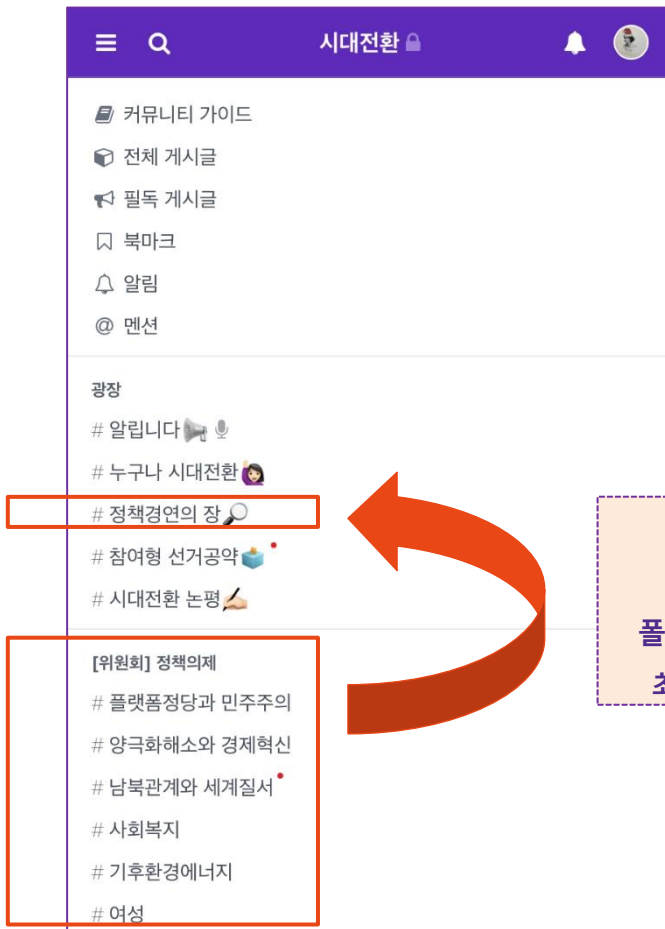 시대전환
커뮤니티 가이드
전체 게시글
필독 게시글
북마크
알림
@ 멘션
광장
# 알립니다
# 누구나 시대전환
# 정책경연의 장
# 참여형 선거공약
# 시대전환 논평
[위원회] 정책의제
# 플랫폼정당과 민주주의
# 양극화해소와 경제혁신
# 남북관계와 세계질서
# 사회복지
# 기후환경에너지
# 여성
폴